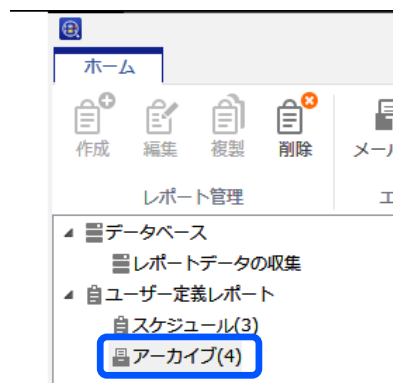 ホーム
作成 編集 複製 削除 メール
レポート管理
データベース
レポートデータの収集
ユーザー定義レポート
スケジュール(3)
アーカイブ(4)